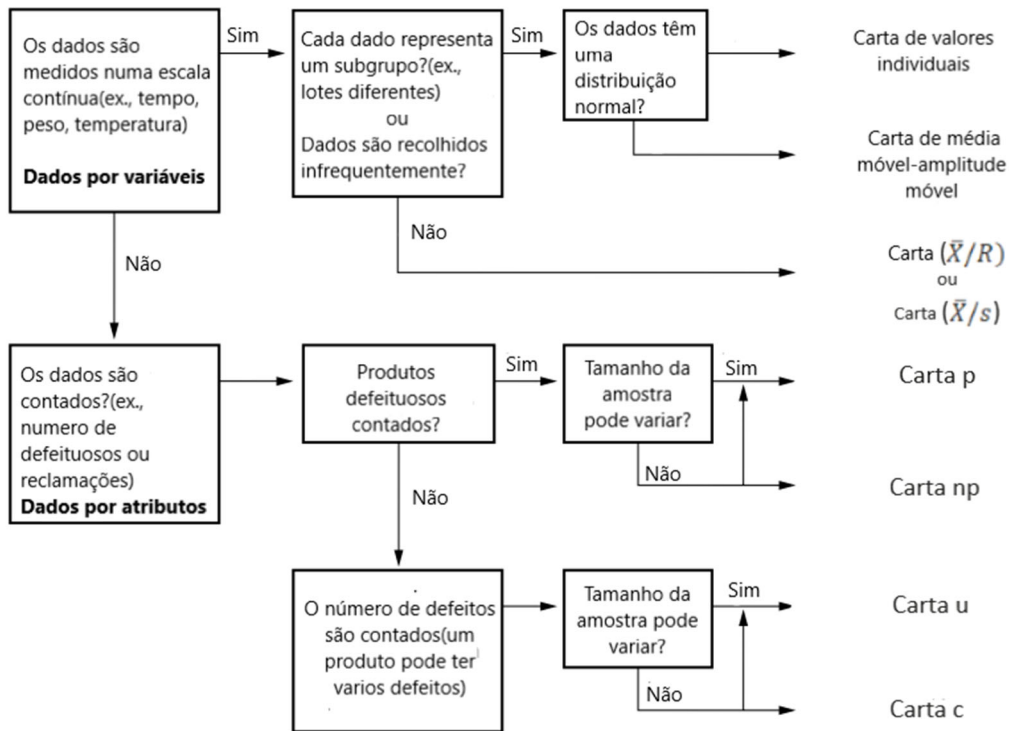 Os dados são
medidos numa escala
contínua(ex., tempo,
peso, temperatura)
Dados por variáveis
Sim
Cada dado representa
um subgrupo?(ex.,
lotes diferentes)
ou
Dados são recolhidos
infrequentemente?
Sim
Os dados têm
uma
distribuição
normal?
Carta de valores
individuais
Carta de média
móvel-amplitude
móvel
Não
Carta (X̄/R)
ou
Carta (X̄/s)
Não
Os dados são
contados?(ex.,
numero de
defeituosos ou
reclamações)
Dados por atributos
Produtos
defeituosos
contados?
Sim
Tamanho da
amostra
pode variar?
Sim
Carta p
Não
Carta np
Não
O número de defeitos
são contados(um
produto pode ter
varios defeitos)
Tamanho da
amostra pode
variar?
Sim
Carta u
Não
Carta c